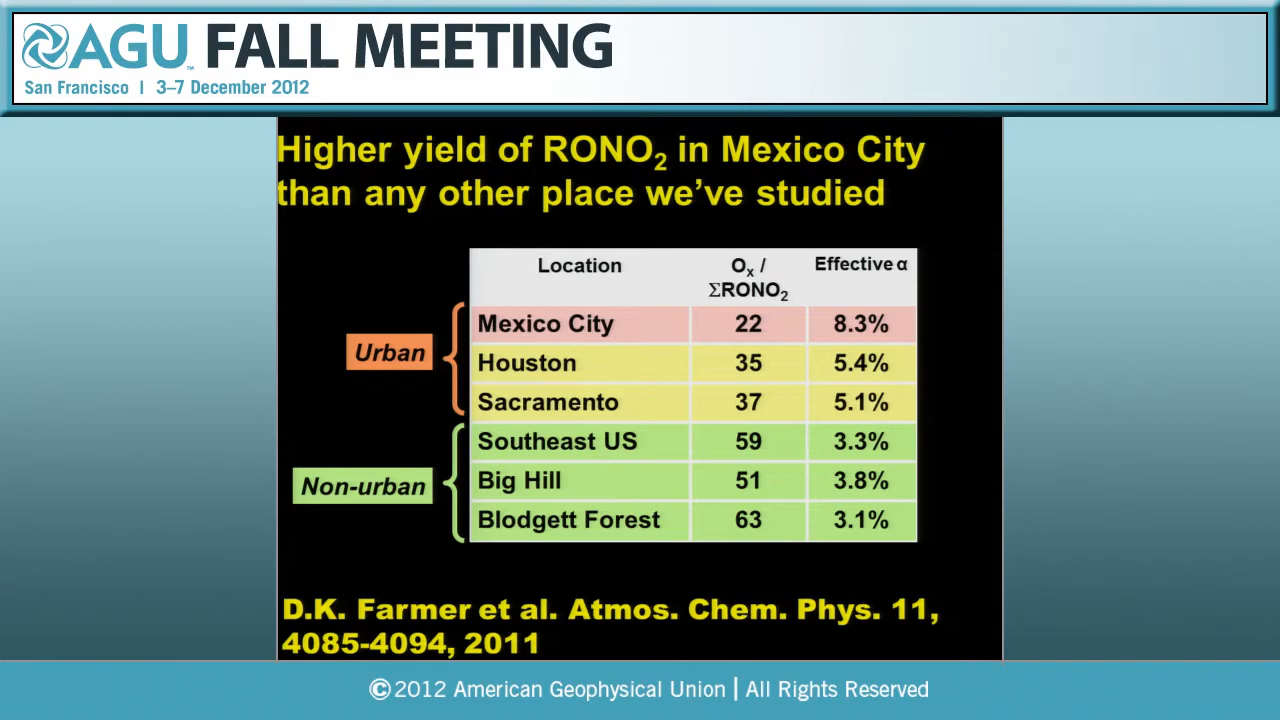 AGU™ FALL MEETING
San Francisco | 3–7 December 2012
Higher yield of RONO₂ in Mexico City
than any other place we’ve studied
Location Oₓ / ΣRONO₂ Effective α
Urban
Mexico City 22 8.3%
Houston 35 5.4%
Sacramento 37 5.1%
Non-urban
Southeast US 59 3.3%
Big Hill 51 3.8%
Blodgett Forest 63 3.1%
D.K. Farmer et al. Atmos. Chem. Phys. 11,
4085-4094, 2011
©2012 American Geophysical Union | All Rights Reserved